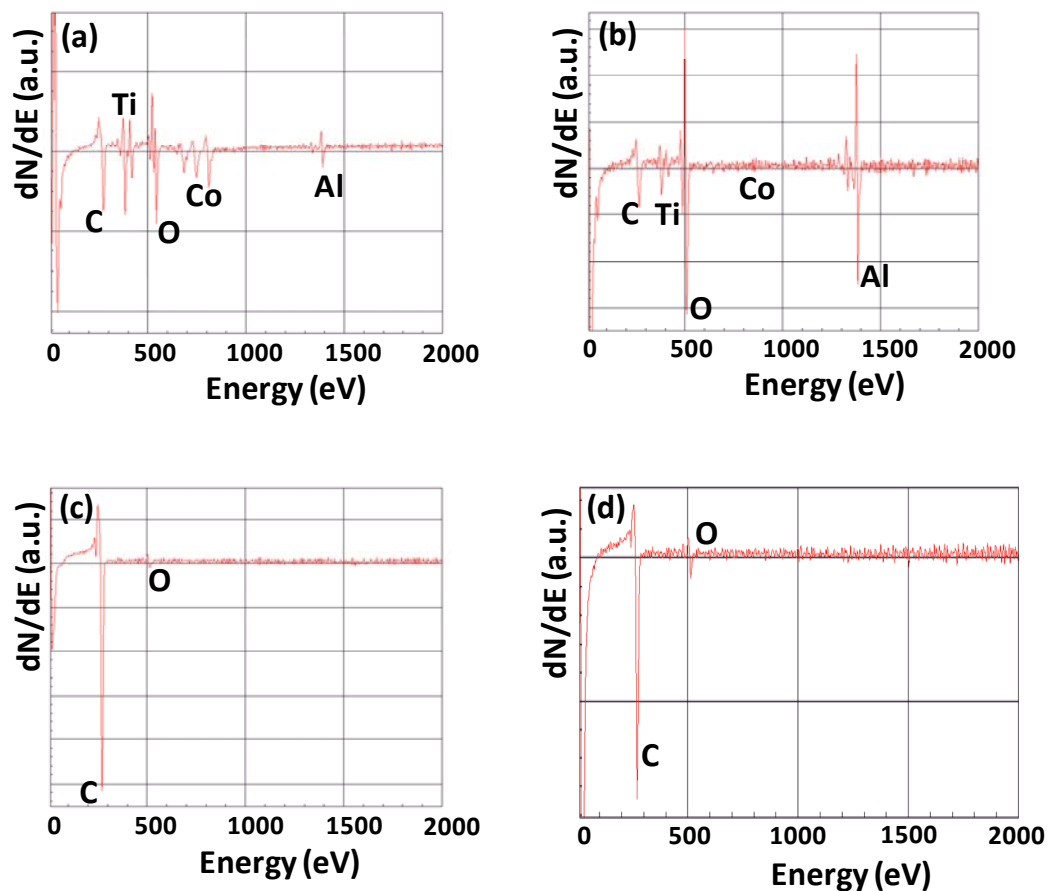 (a)
dN/dE (a.u.)
Ti
C
O
Co
Al
0 500 1000 1500 2000
Energy (eV)
(b)
dN/dE (a.u.)
C
Ti
O
Co
Al
0 500 1000 1500 2000
Energy (eV)
(c)
dN/dE (a.u.)
O
C
0 500 1000 1500 2000
Energy (eV)
(d)
dN/dE (a.u.)
O
C
0 500 1000 1500 2000
Energy (eV)